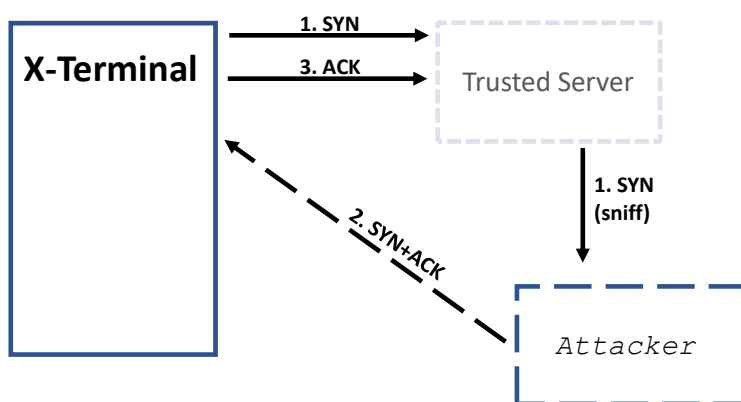 1. SYN
X-Terminal
3. ACK
Trusted Server
1. SYN
(sniff)
2. SYN+ACK
Attacker